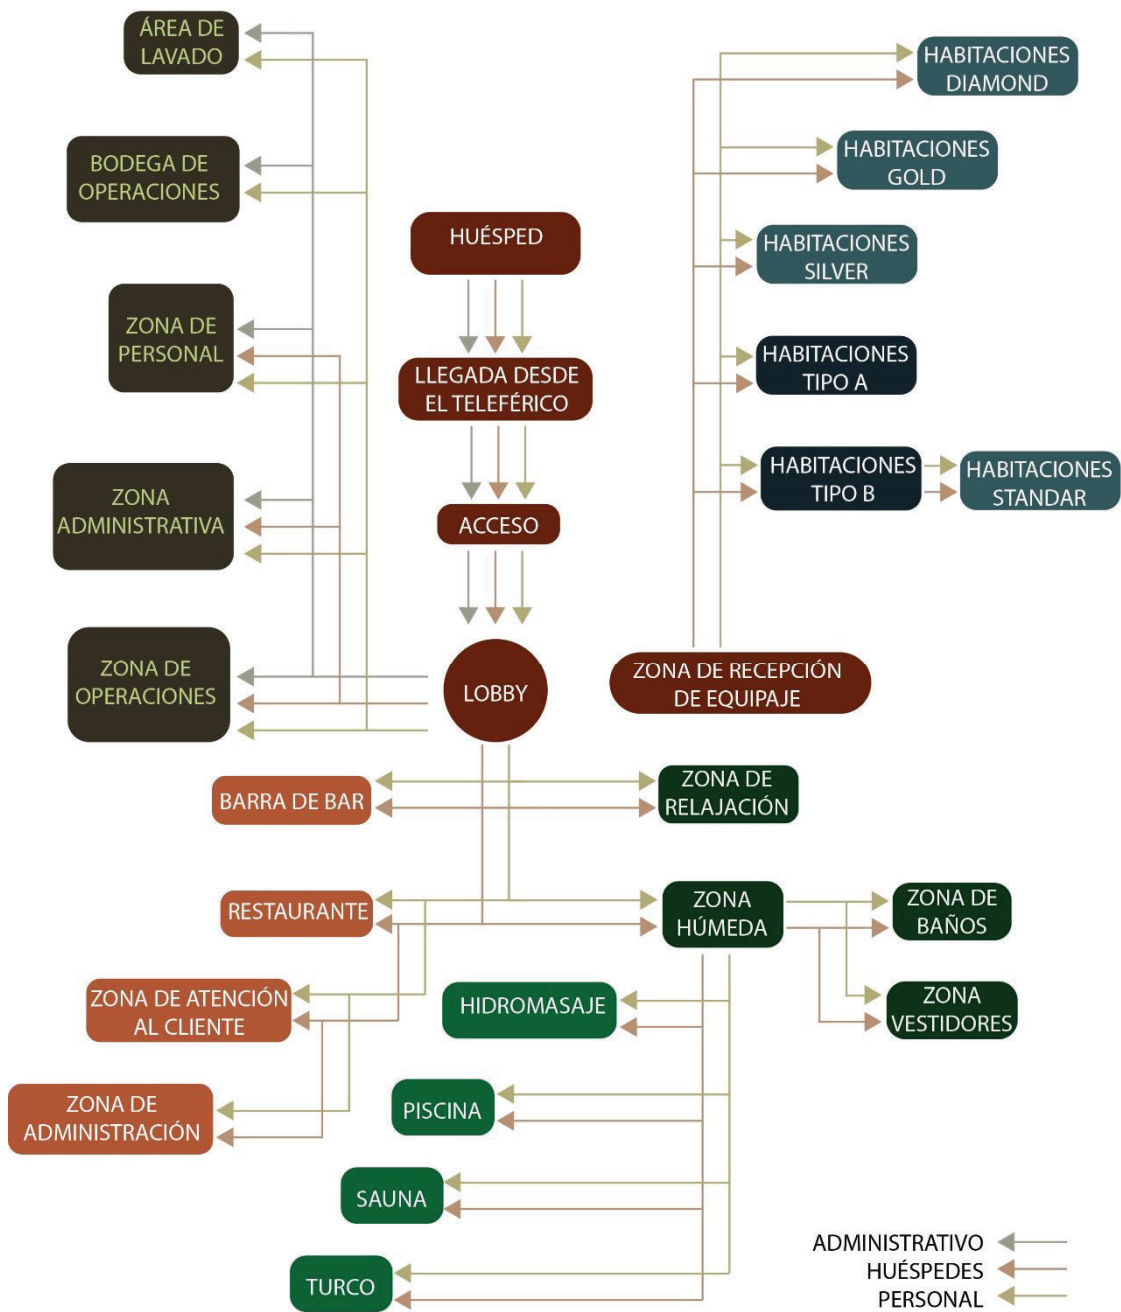 ÁREA DE
LAVADO
BODEGA DE
OPERACIONES
ZONA DE
PERSONAL
ZONA
ADMINISTRATIVA
ZONA DE
OPERACIONES
HUÉSPED
LLEGADA DESDE
EL TELEFÉRICO
ACCESO
LOBBY
HABITACIONES
DIAMOND
HABITACIONES
GOLD
HABITACIONES
SILVER
HABITACIONES
TIPO A
HABITACIONES
TIPO B
HABITACIONES
STANDAR
ZONA DE RECEPCIÓN
DE EQUIPAJE
BARRA DE BAR
ZONA DE
RELAJACIÓN
RESTAURANTE
ZONA
HÚMEDA
ZONA DE
BAÑOS
ZONA DE ATENCIÓN
AL CLIENTE
HIDROMASAJE
ZONA
VESTIDORES
ZONA DE
ADMINISTRACIÓN
PISCINA
SAUNA
TURCO
ADMINISTRATIVO
HUÉSPEDES
PERSONAL